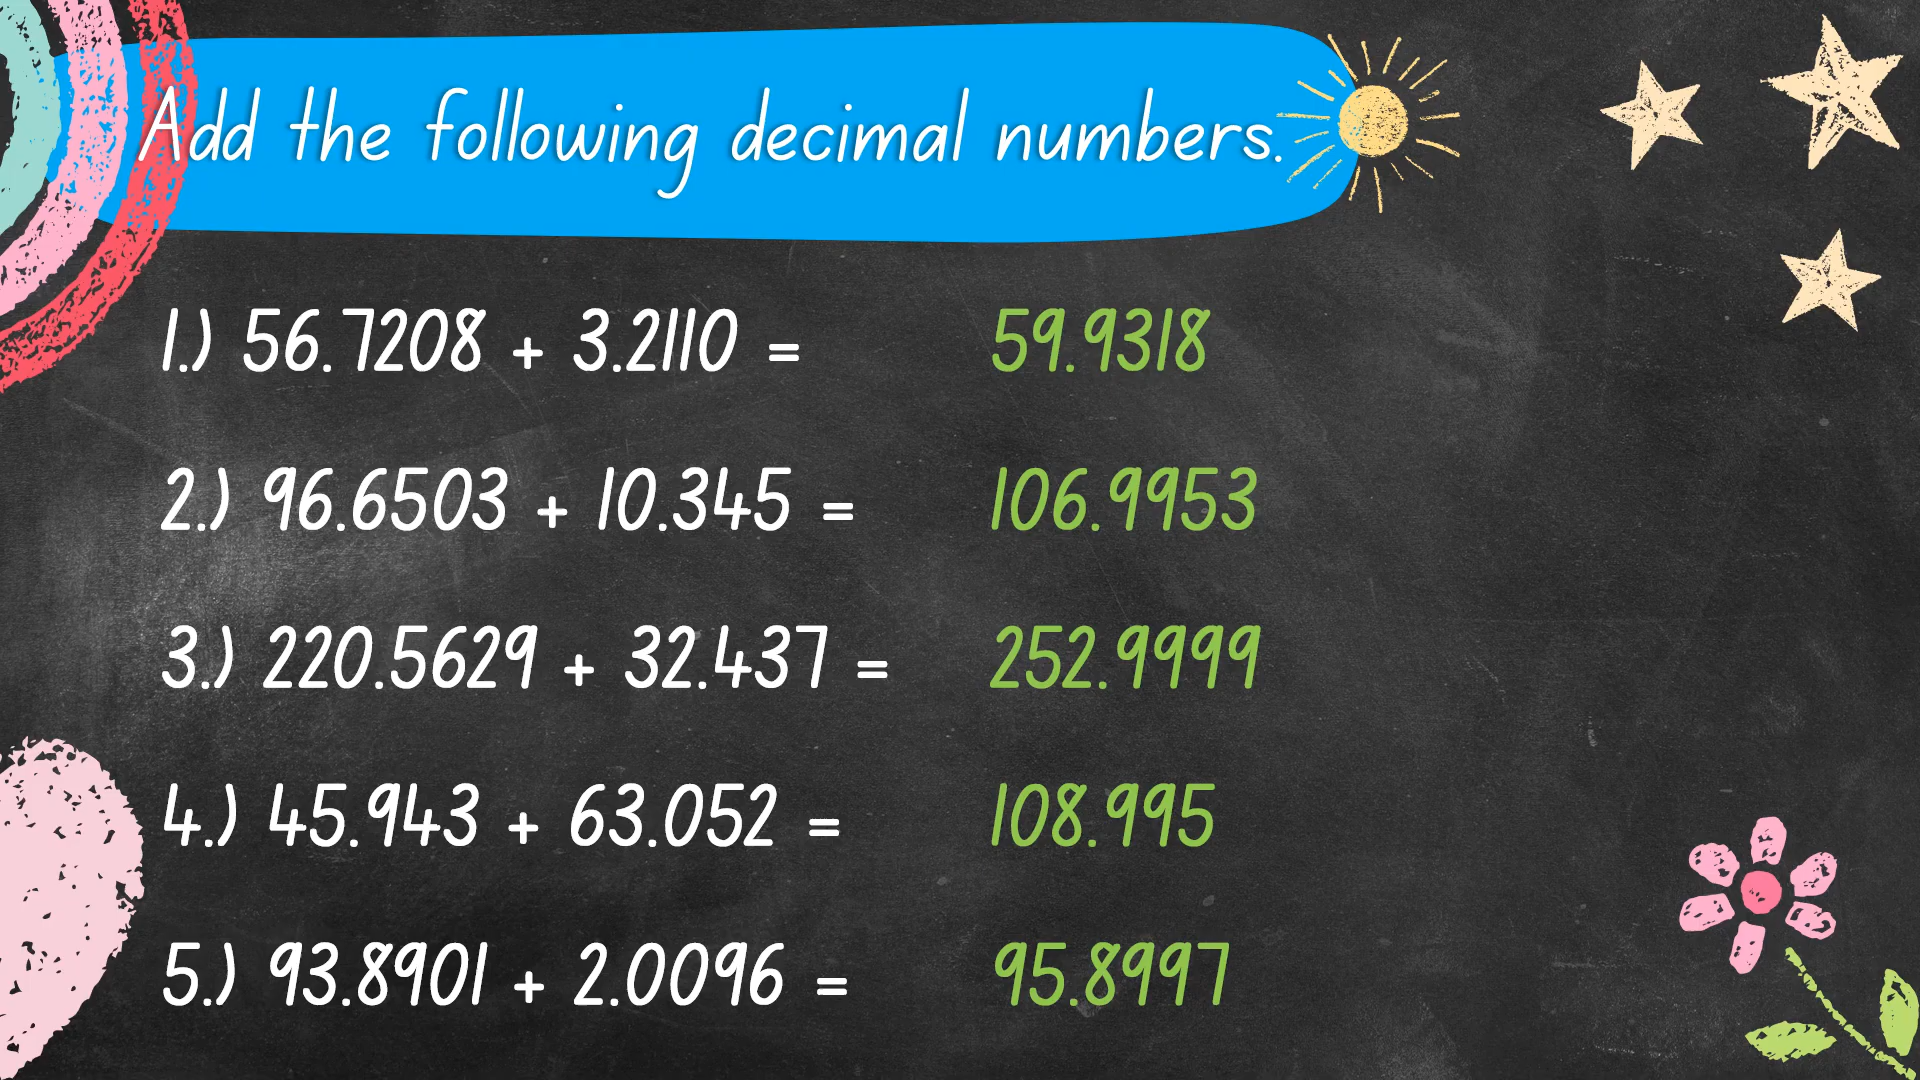 Add the following decimal numbers.
1.) 56.7208 + 3.2110 = 59.9318
2.) 96.6503 + 10.345 = 106.9953
3.) 220.5629 + 32.437 = 252.9999
4.) 45.943 + 63.052 = 108.995
5.) 93.8901 + 2.0096 = 95.8997